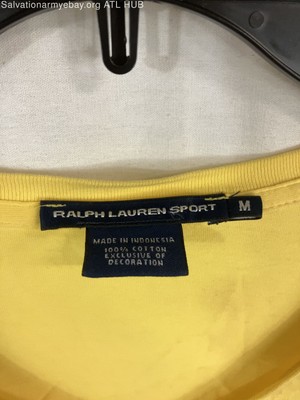 Salvationarmyebay.org ATL HUB
RALPH LAUREN SPORT M
MADE IN INDONESIA
100% COTTON
EXCLUSIVE OF
DECORATION